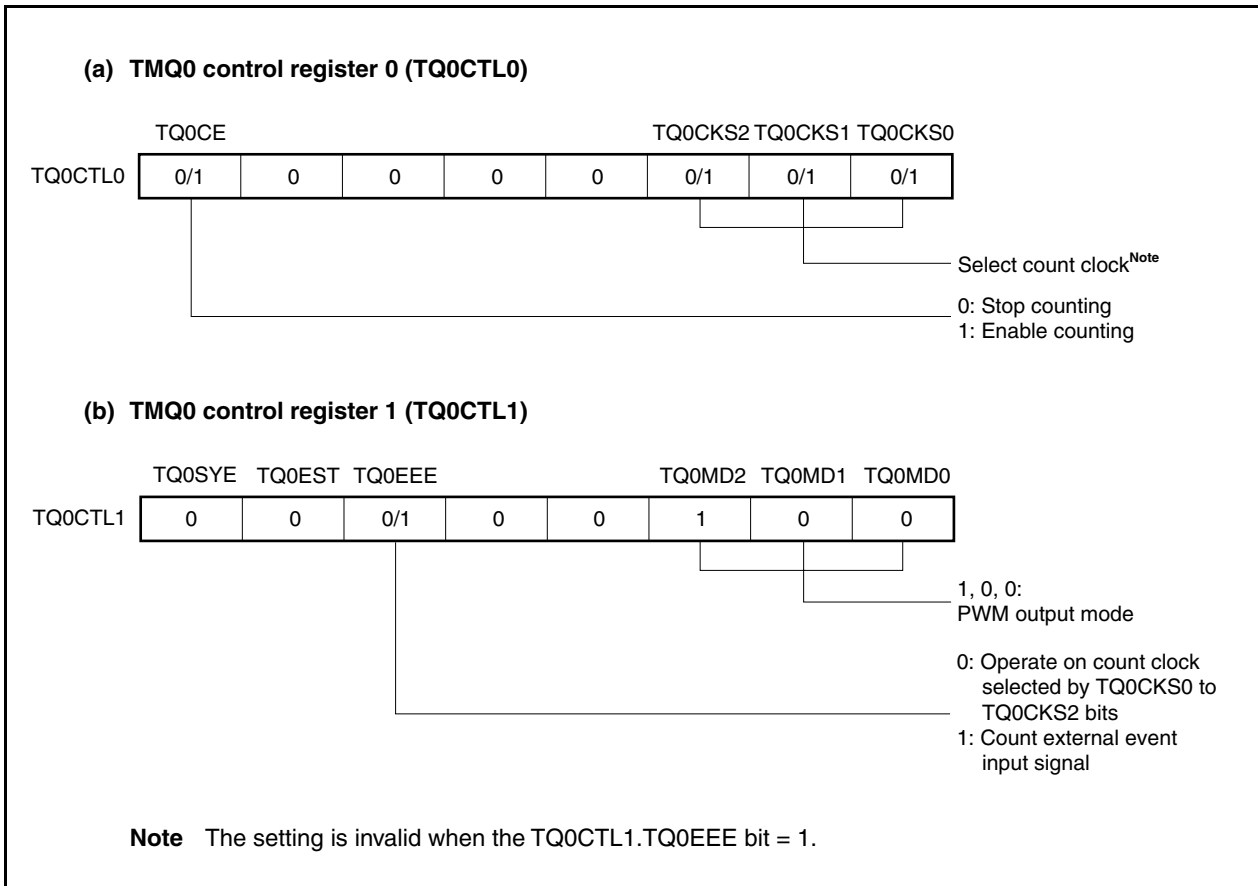 (a) TMQ0 control register 0 (TQ0CTL0)
TQ0CE TQ0CKS2 TQ0CKS1 TQ0CKS0
TQ0CTL0 0/1 0 0 0 0 0/1 0/1 0/1
Select count clockNote
0: Stop counting
1: Enable counting
(b) TMQ0 control register 1 (TQ0CTL1)
TQ0SYE TQ0EST TQ0EEE TQ0MD2 TQ0MD1 TQ0MD0
TQ0CTL1 0 0 0/1 0 0 1 0 0
1, 0, 0:
PWM output mode
0: Operate on count clock
selected by TQ0CKS0 to
TQ0CKS2 bits
1: Count external event
input signal
Note The setting is invalid when the TQ0CTL1.TQ0EEE bit = 1.